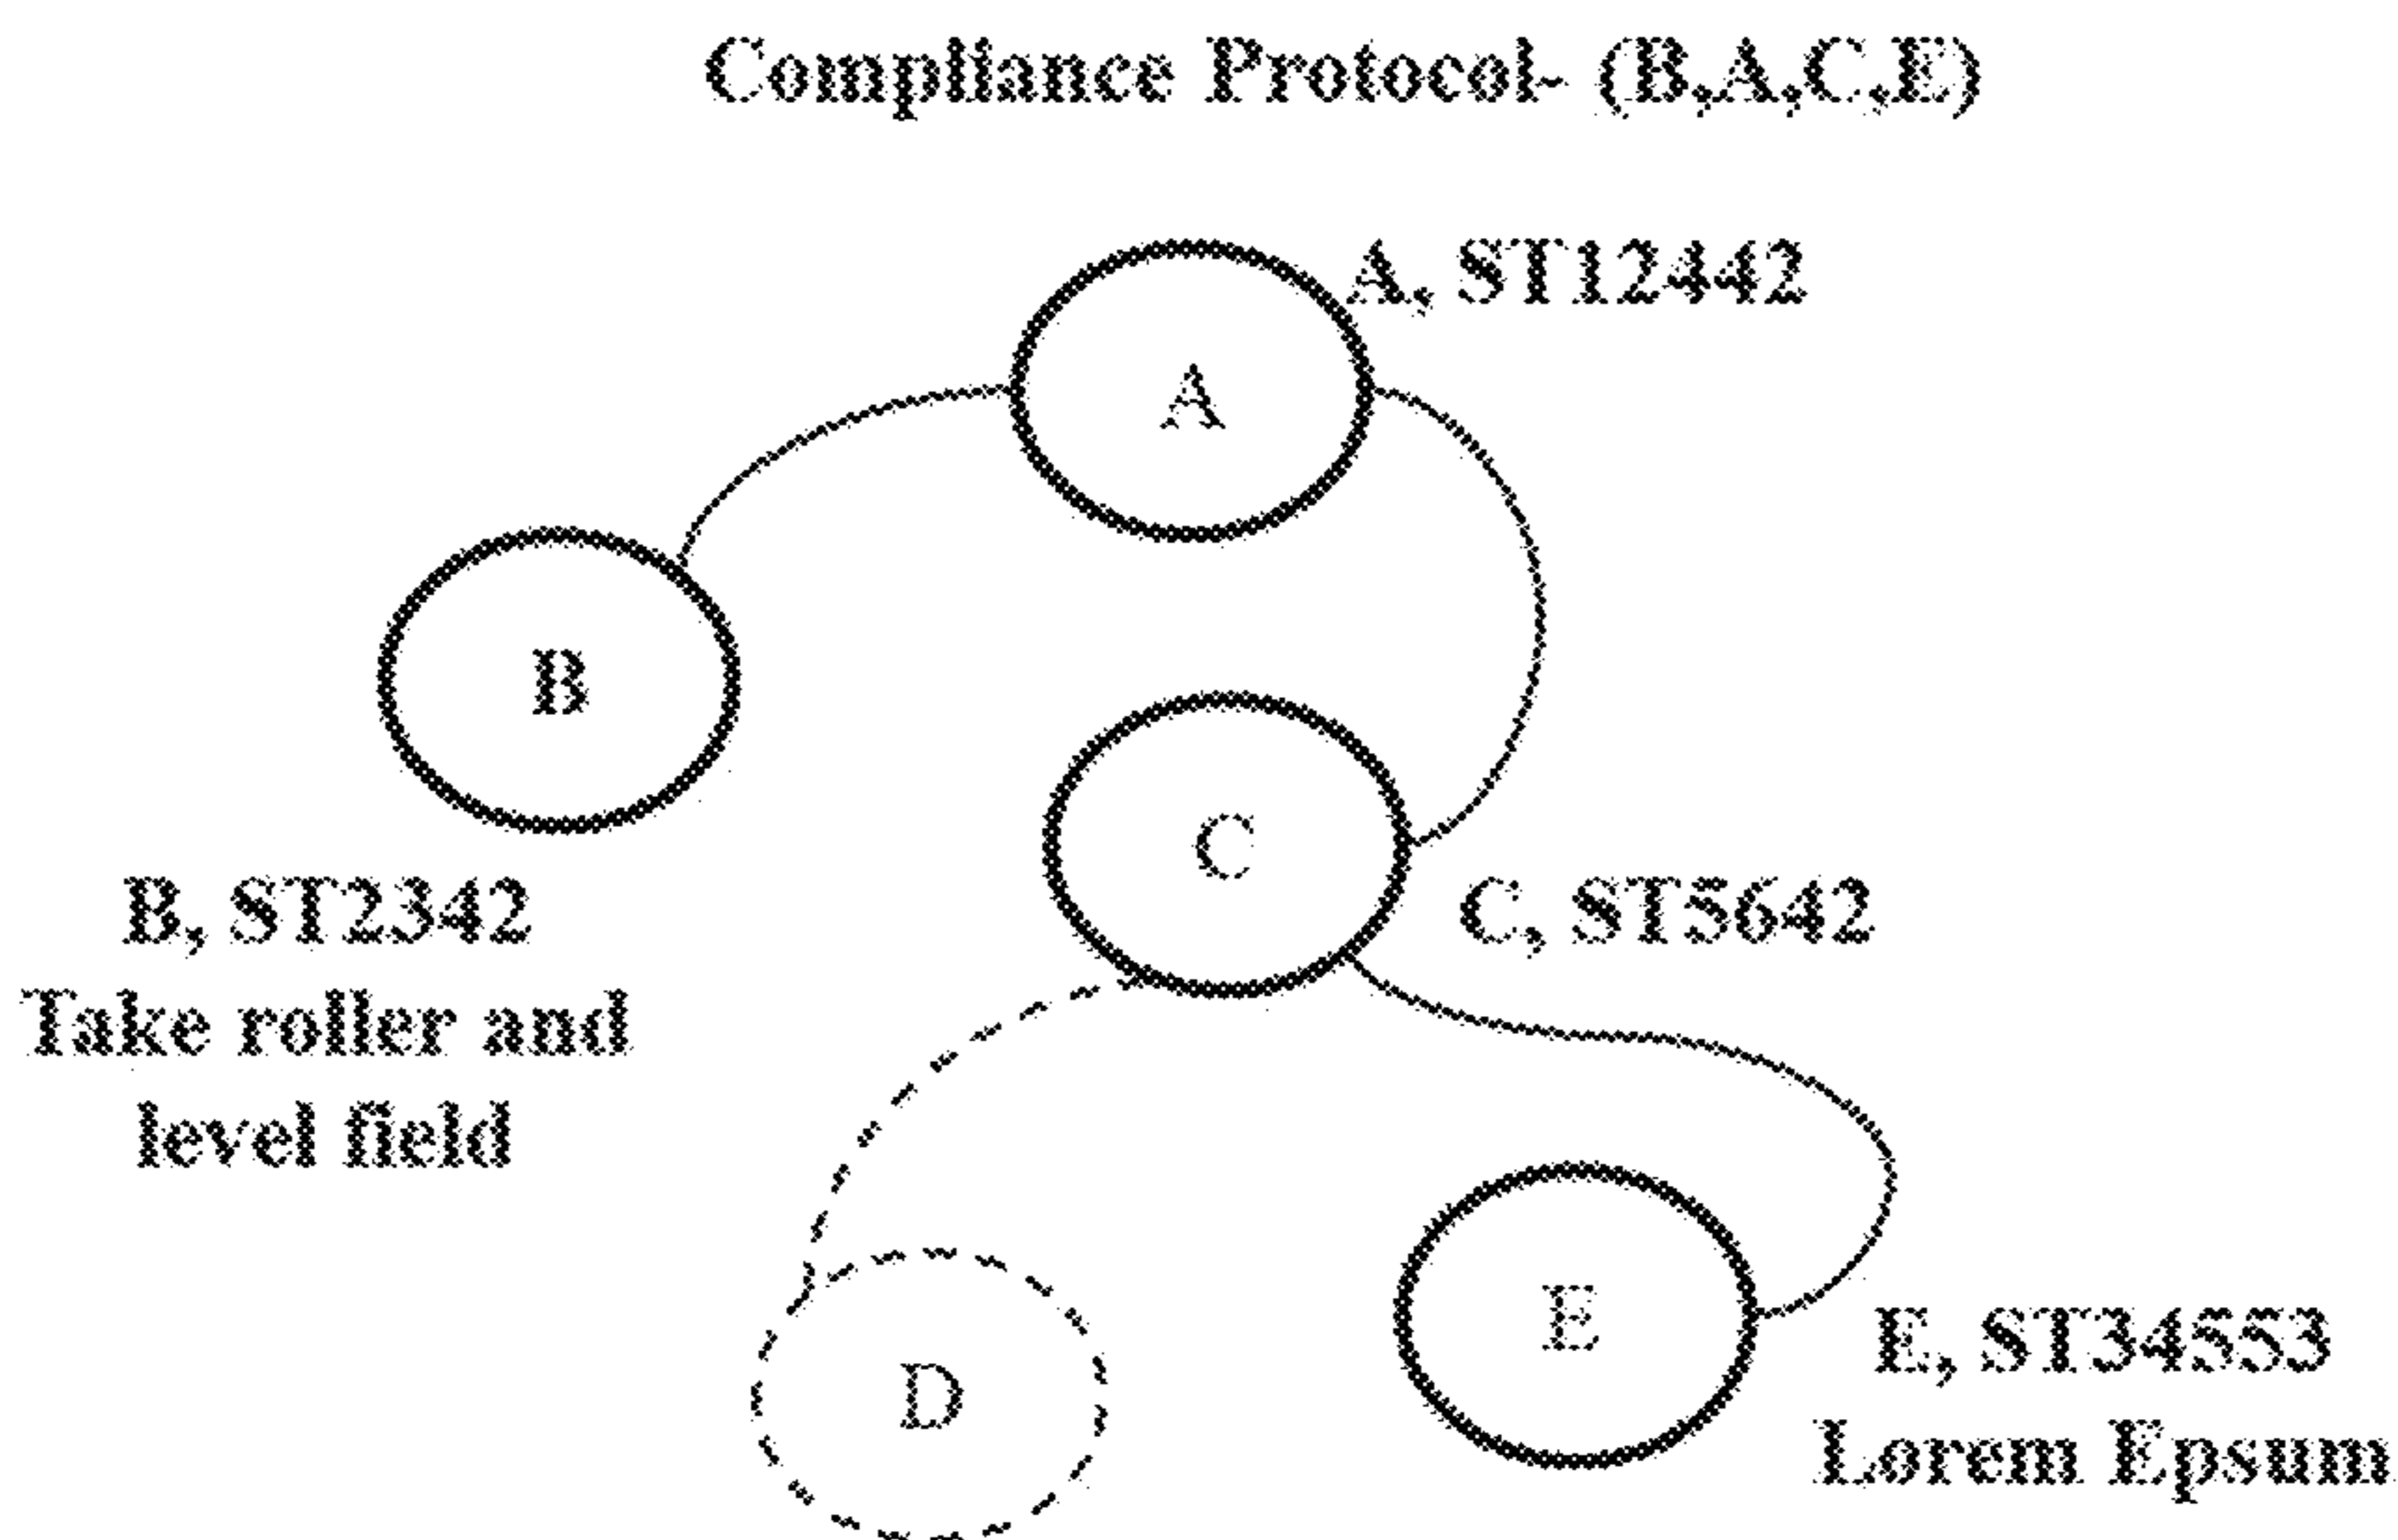 Compliance Protocol- (B,A,C,E)
A, ST12442
A
B
C
B, ST2342
Take roller and
level field
C, ST5642
D
E
E, ST34553
Lorem Epsum